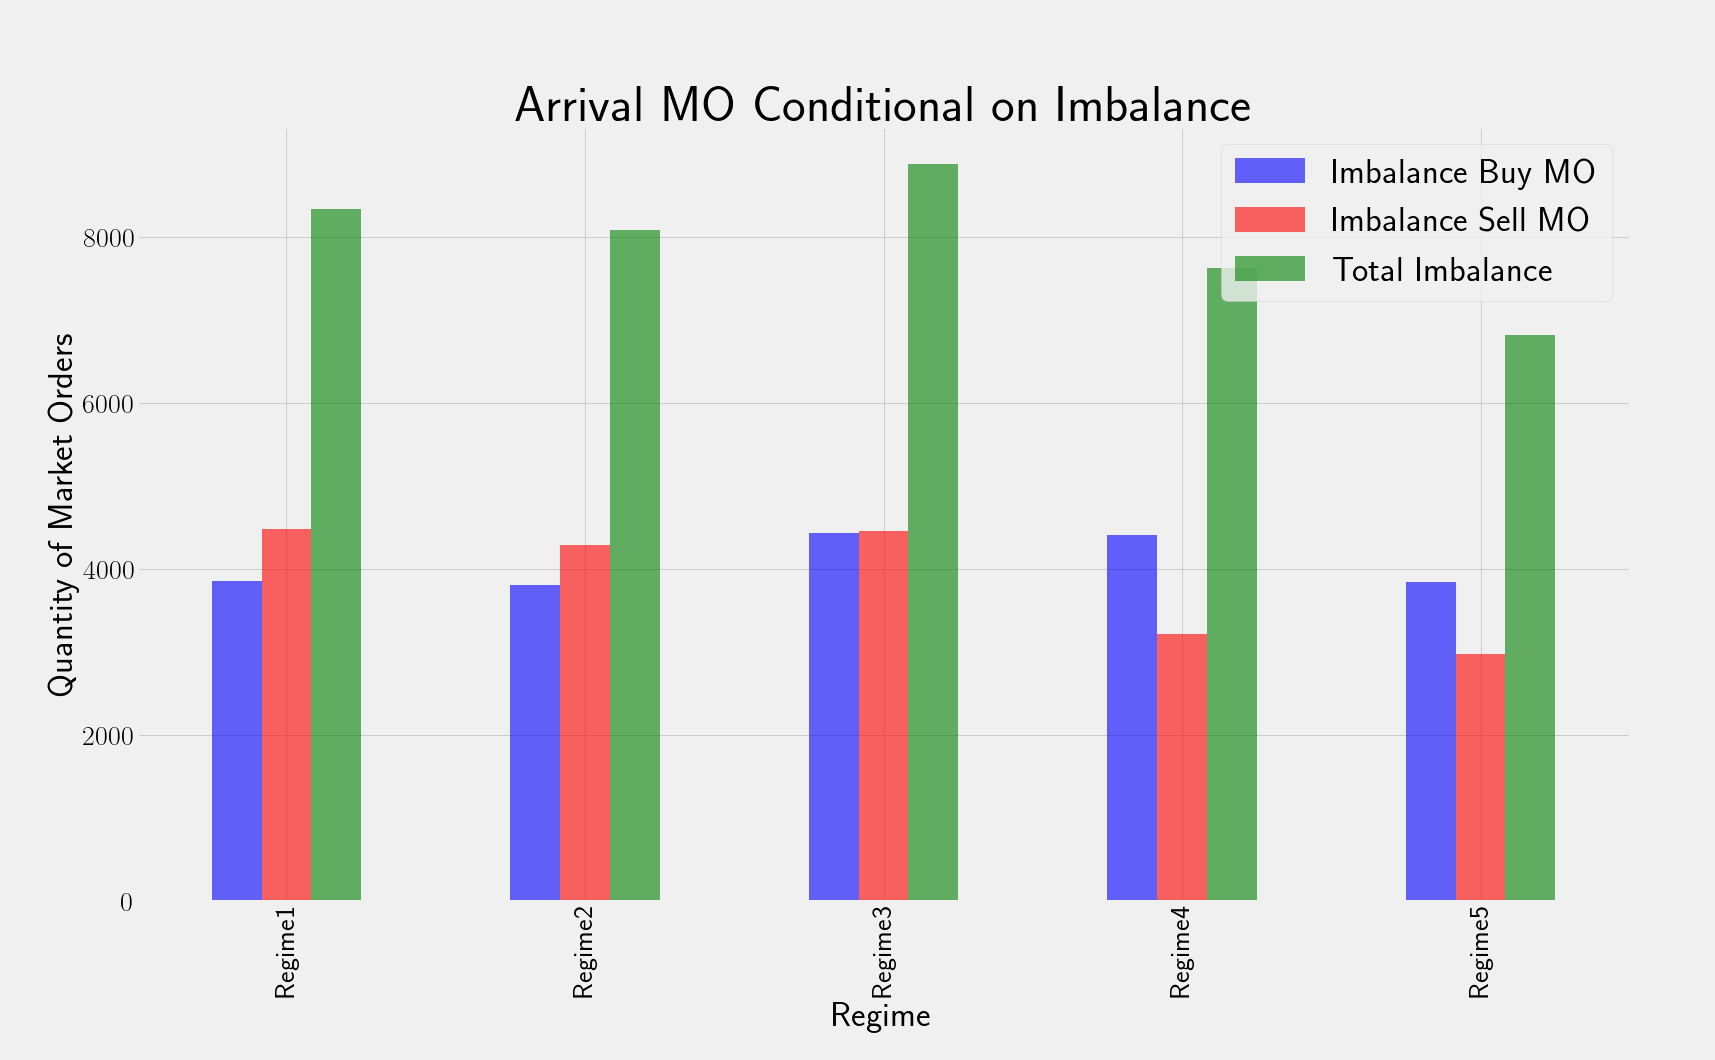 Arrival MO Conditional on Imbalance
Imbalance Buy MO
Imbalance Sell MO
Total Imbalance
Quantity of Market Orders
8000
6000
4000
2000
0
Regime1
Regime2
Regime3
Regime4
Regime5
Regime